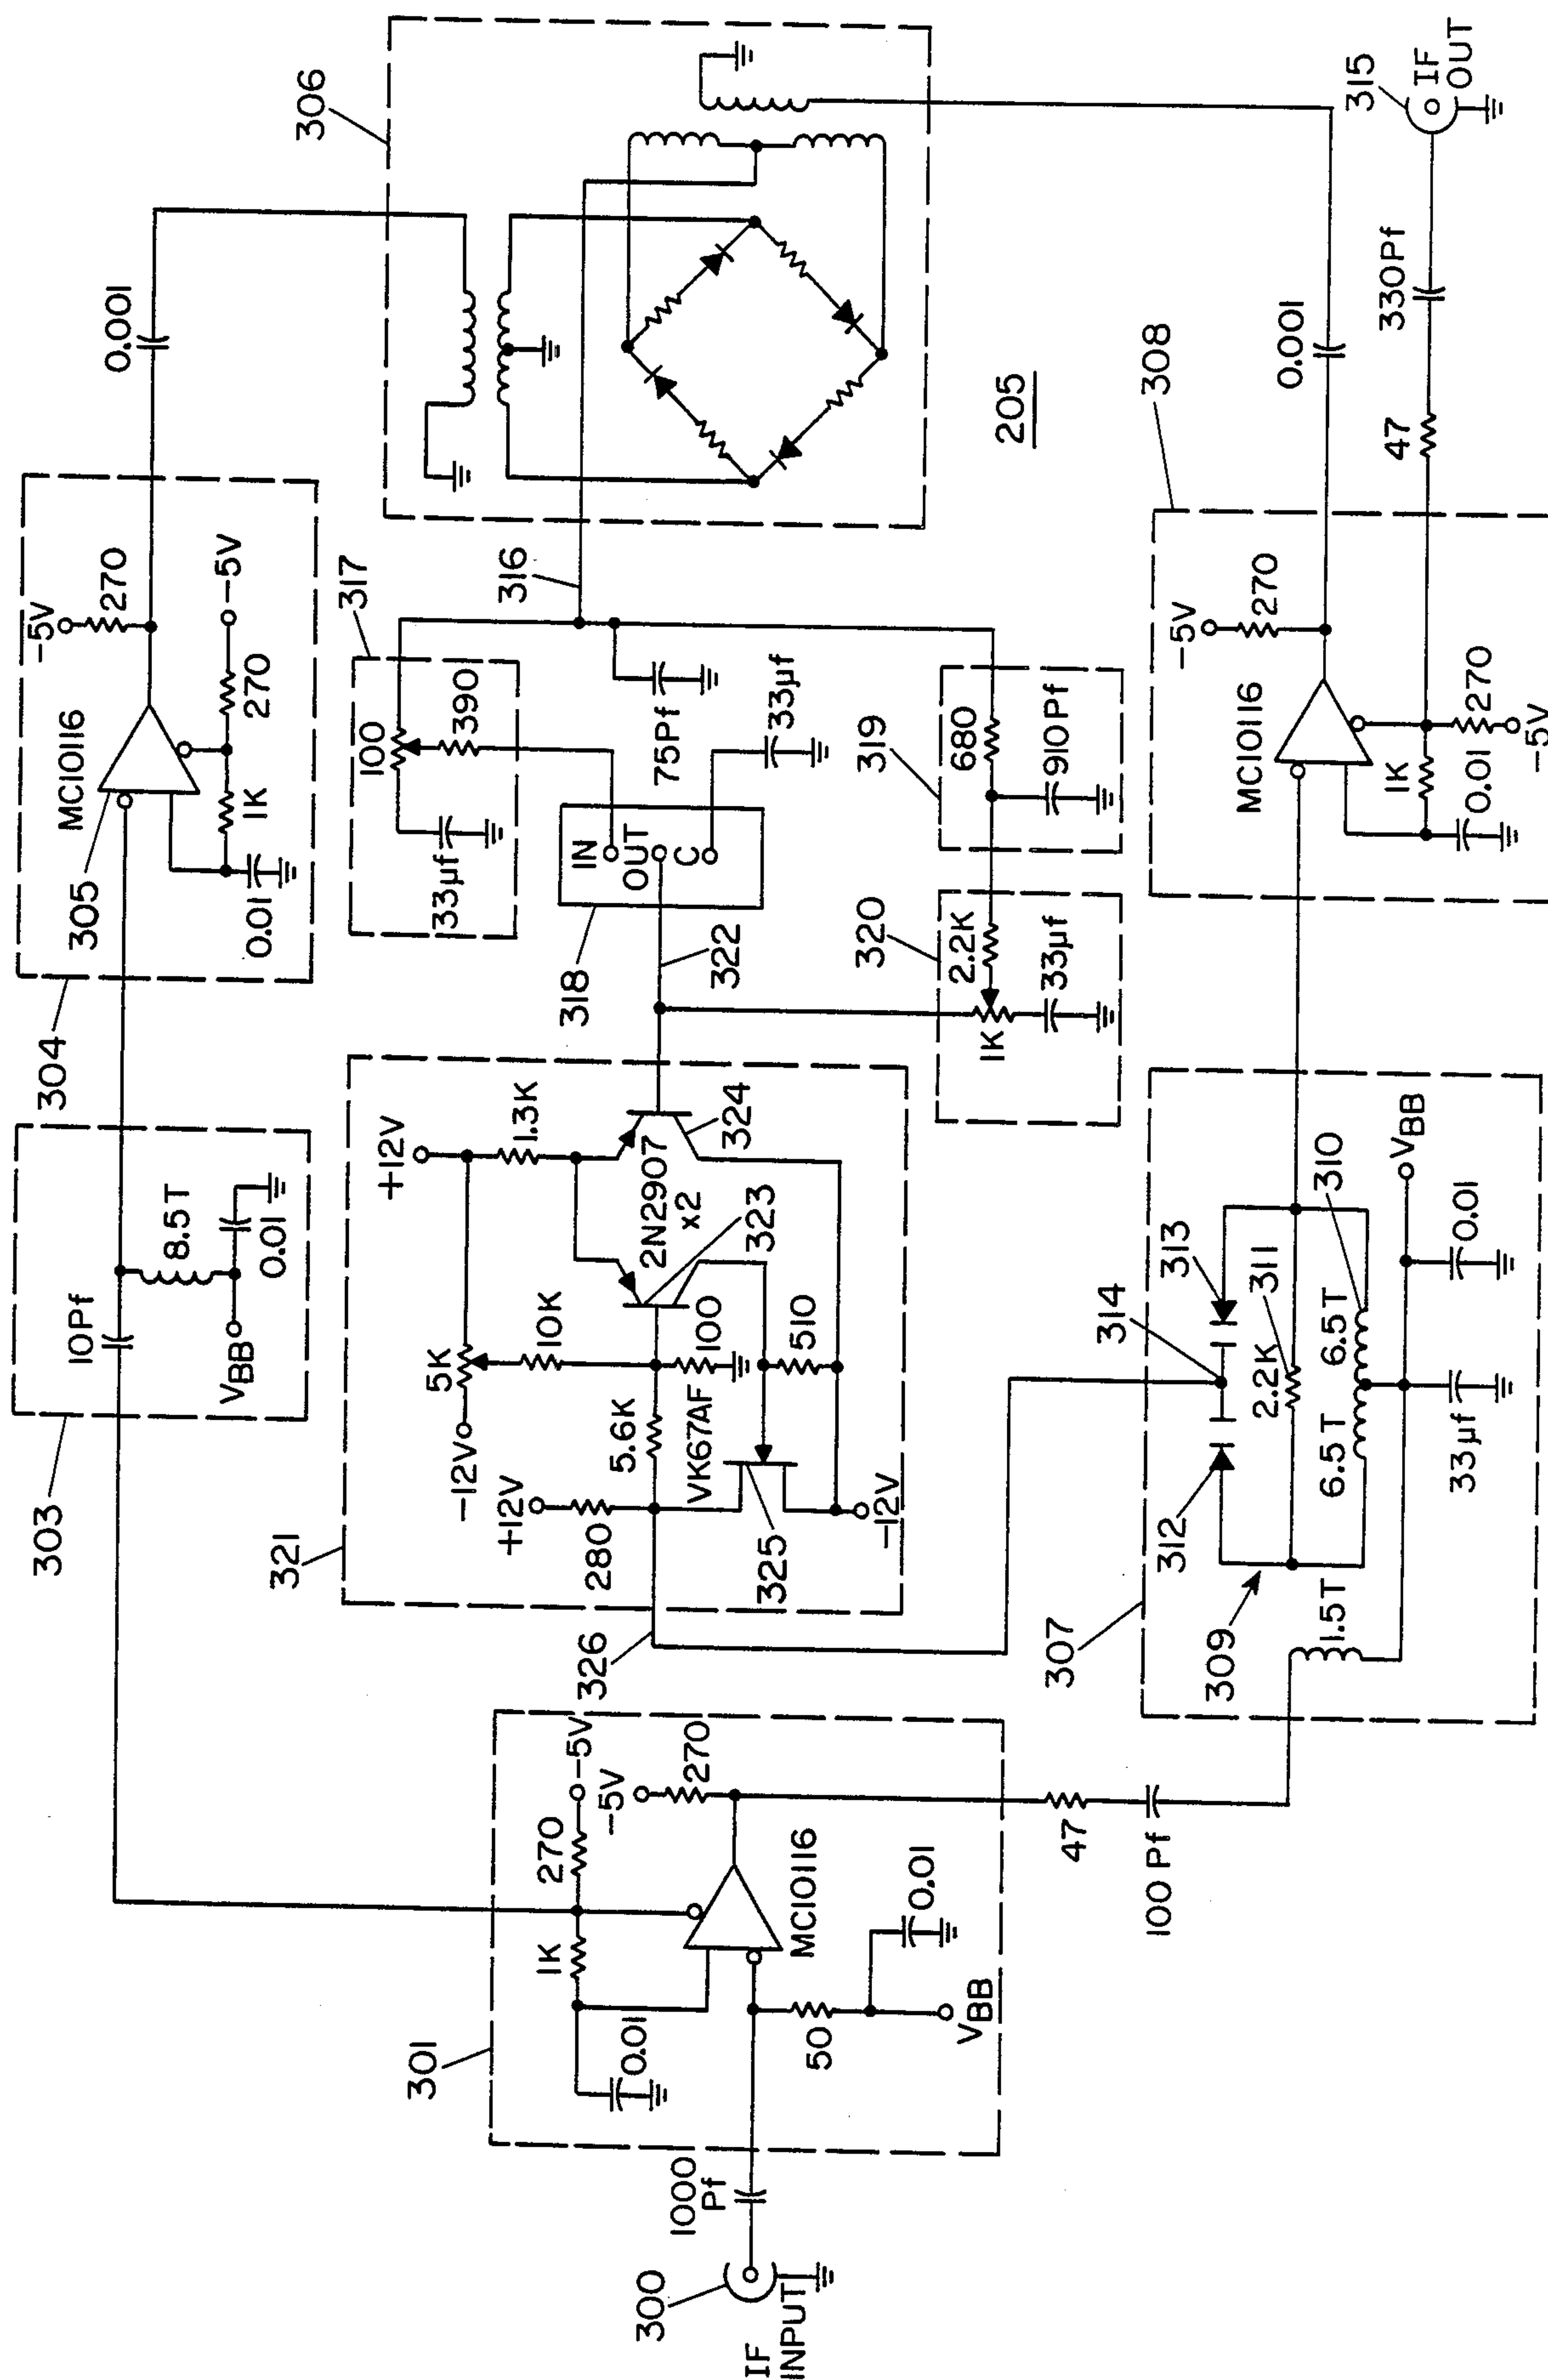 303
10Pf
8.5T
0.01
VBB
304
305
MC10116
-5V
270
-5V
270
1K
0.01
0.001
306
205
301
1K
270
-5V
-5V
270
0.01
MC10116
50
0.01
VBB
300
IF
INPUT
1000
Pf
47
100 Pf
321
+12V
1.3K
5K
-12V
10K
2N2907
x2
323
324
100
510
5.6K
VK67AF
+12V
280
325
-12V
326
317
100
390
33µf
316
318
IN
OUT
C
75Pf
33µf
322
319
680
910Pf
320
2.2K
1K
33µf
307
309
1.5T
312
313
314
2.2K
311
6.5T
6.5T
310
VBB
33µf
0.01
308
MC10116
-5V
270
1K
270
0.01
-5V
0.001
47
330Pf
315
IF
OUT